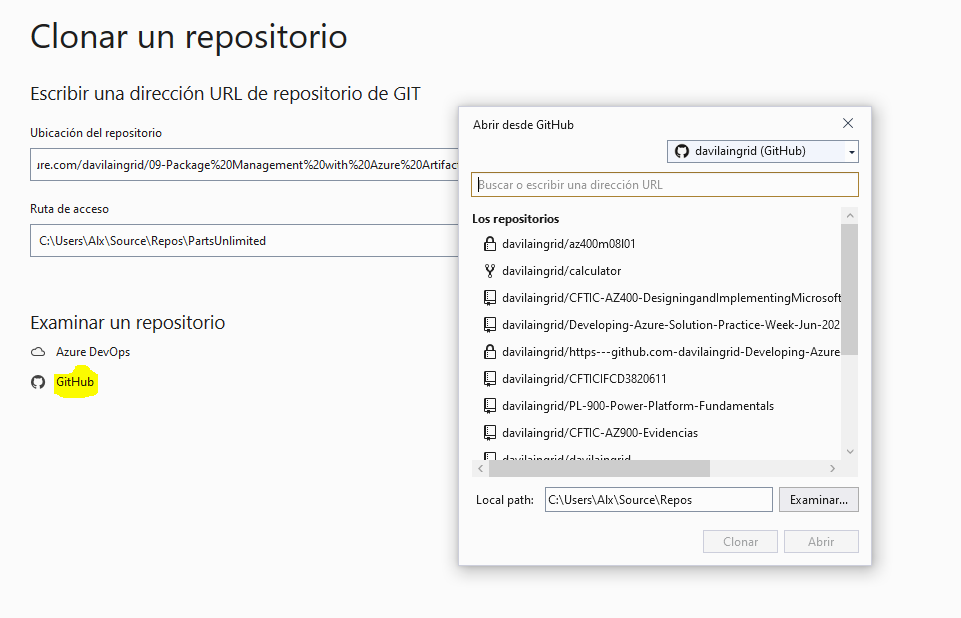 Clonar un repositorio
Escribir una dirección URL de repositorio de GIT
Ubicación del repositorio
ure.com/davilaingrid/09-Package%20Management%20with%20Azure%20Artifac
Ruta de acceso
C:\Users\Alx\Source\Repos\PartsUnlimited
Examinar un repositorio
Azure DevOps
GitHub
Abrir desde GitHub
davilaingrid (GitHub)
Buscar o escribir una dirección URL
Los repositorios
davilaingrid/az400m08l01
davilaingrid/calculator
davilaingrid/CFTIC-AZ400-DesigningandImplementingMicrosoft
davilaingrid/Developing-Azure-Solution-Practice-Week-Jun-202
davilaingrid/https---github.com-davilaingrid-Developing-Azure
davilaingrid/CFTICIFCD3820611
davilaingrid/PL-900-Power-Platform-Fundamentals
davilaingrid/CFTIC-AZ900-Evidencias
davilaingrid/davilaingrid
Local path:
C:\Users\Alx\Source\Repos
Examinar...
Clonar
Abrir